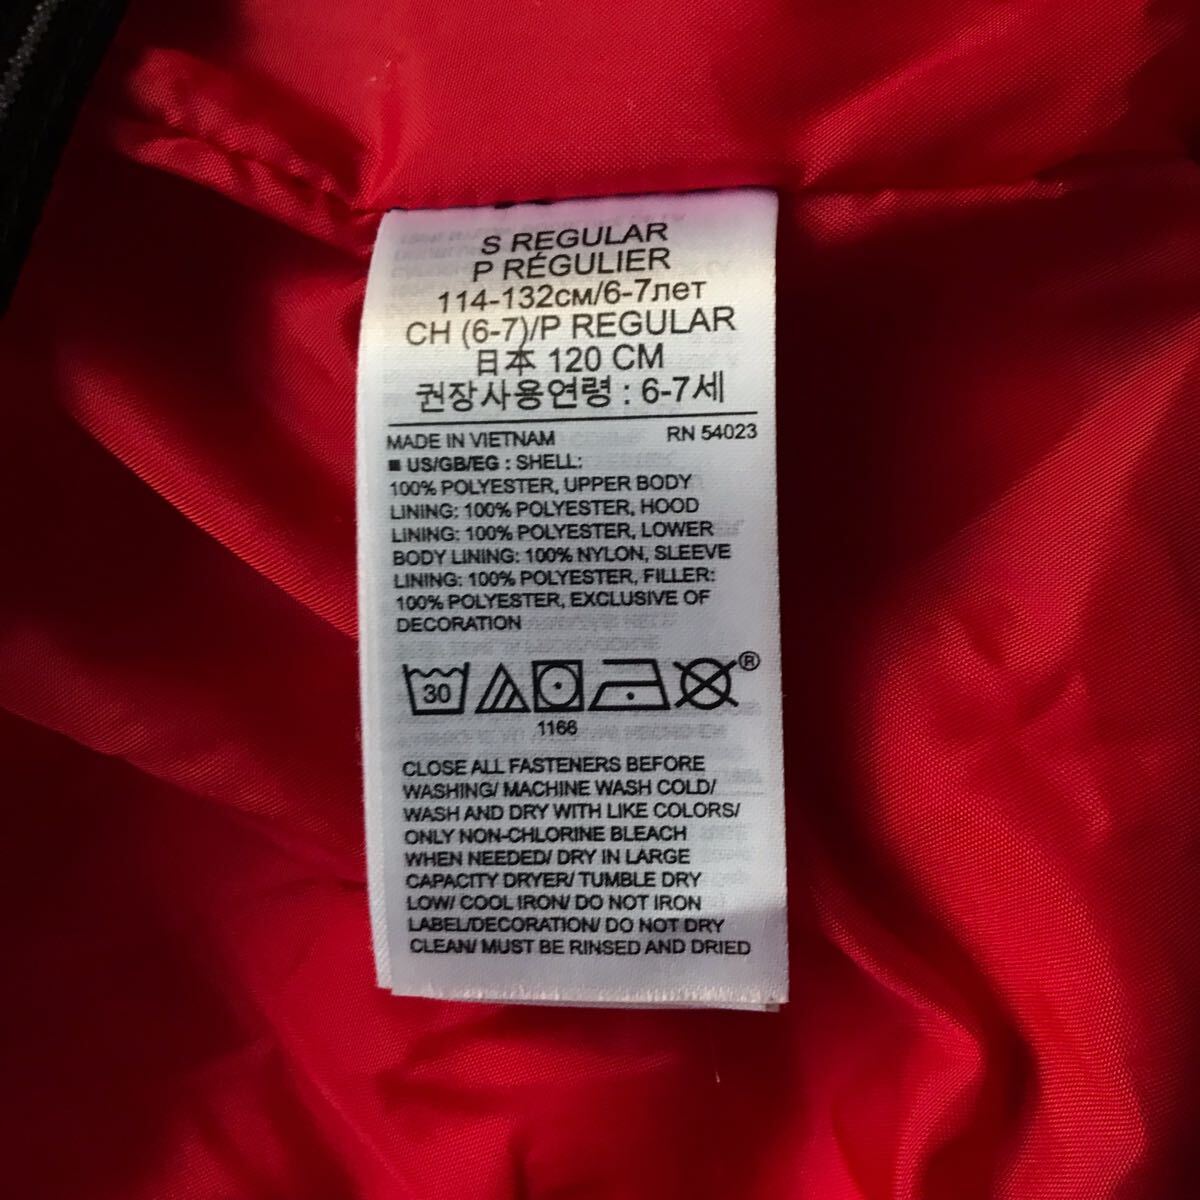 S REGULAR
P RÉGULIER
114-132см/6-7лет
CH (6-7)/P REGULAR
日本 120 CM
권장사용연령 : 6-7세
MADE IN VIETNAM RN 54023
■ US/GB/EG : SHELL:
100% POLYESTER, UPPER BODY
LINING: 100% POLYESTER, HOOD
LINING: 100% POLYESTER, LOWER
BODY LINING: 100% NYLON, SLEEVE
LINING: 100% POLYESTER, FILLER:
100% POLYESTER, EXCLUSIVE OF
DECORATION
30 ®
1166
CLOSE ALL FASTENERS BEFORE
WASHING/ MACHINE WASH COLD/
WASH AND DRY WITH LIKE COLORS/
ONLY NON-CHLORINE BLEACH
WHEN NEEDED/ DRY IN LARGE
CAPACITY DRYER/ TUMBLE DRY
LOW/ COOL IRON/ DO NOT IRON
LABEL/DECORATION/ DO NOT DRY
CLEAN/ MUST BE RINSED AND DRIED